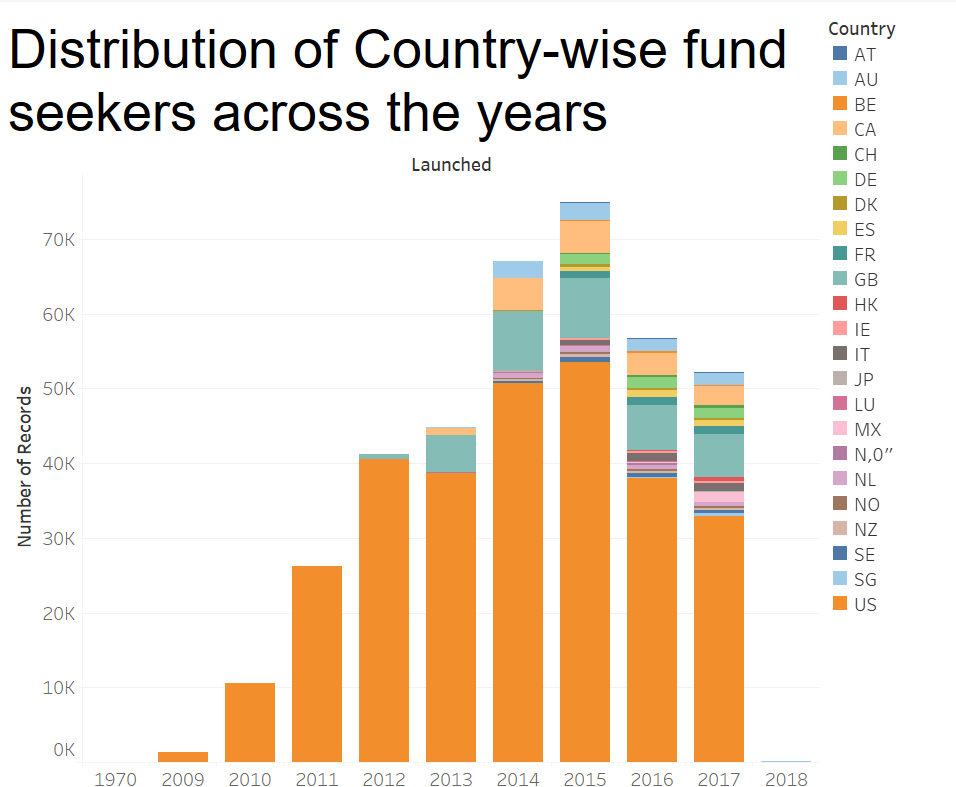 Distribution of Country-wise fund
seekers across the years
Launched
Number of Records
70K
60K
50K
40K
30K
20K
10K
0K
1970 2009 2010 2011 2012 2013 2014 2015 2016 2017 2018
Country
AT
AU
BE
CA
CH
DE
DK
ES
FR
GB
HK
IE
IT
JP
LU
MX
N,0"
NL
NO
NZ
SE
SG
US